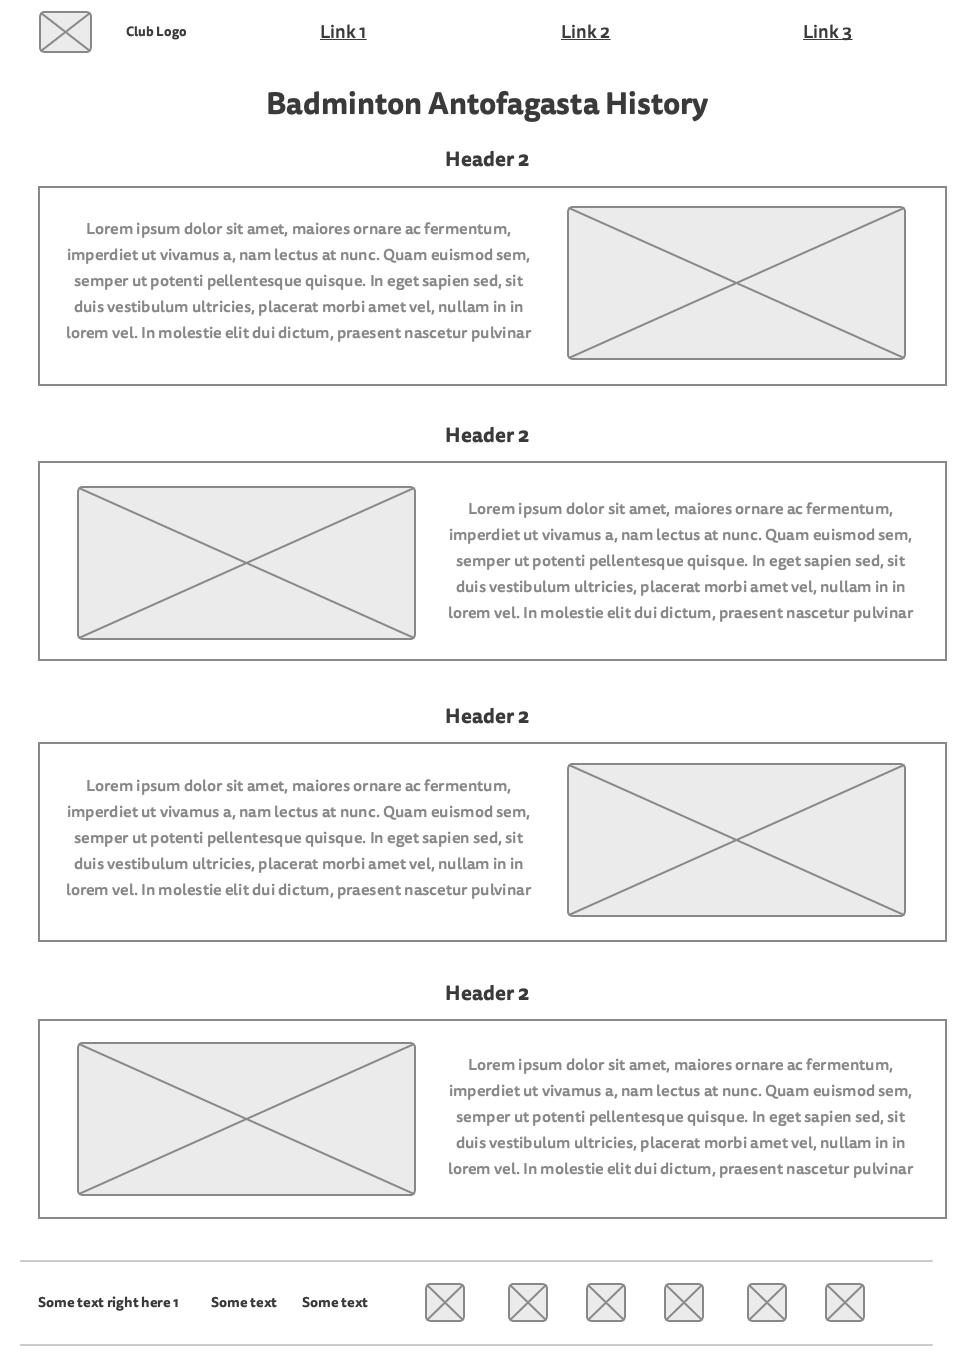 Club Logo
Link 1
Link 2
Link 3
Badminton Antofagasta History
Header 2
Lorem ipsum dolor sit amet, maiores ornare ac fermentum,
imperdiet ut vivamus a, nam lectus at nunc. Quam euismod sem,
semper ut potenti pellentesque quisque. In eget sapien sed, sit
duis vestibulum ultricies, placerat morbi amet vel, nullam in in
lorem vel. In molestie elit dui dictum, praesent nascetur pulvinar
Header 2
Lorem ipsum dolor sit amet, maiores ornare ac fermentum,
imperdiet ut vivamus a, nam lectus at nunc. Quam euismod sem,
semper ut potenti pellentesque quisque. In eget sapien sed, sit
duis vestibulum ultricies, placerat morbi amet vel, nullam in in
lorem vel. In molestie elit dui dictum, praesent nascetur pulvinar
Header 2
Lorem ipsum dolor sit amet, maiores ornare ac fermentum,
imperdiet ut vivamus a, nam lectus at nunc. Quam euismod sem,
semper ut potenti pellentesque quisque. In eget sapien sed, sit
duis vestibulum ultricies, placerat morbi amet vel, nullam in in
lorem vel. In molestie elit dui dictum, praesent nascetur pulvinar
Header 2
Lorem ipsum dolor sit amet, maiores ornare ac fermentum,
imperdiet ut vivamus a, nam lectus at nunc. Quam euismod sem,
semper ut potenti pellentesque quisque. In eget sapien sed, sit
duis vestibulum ultricies, placerat morbi amet vel, nullam in in
lorem vel. In molestie elit dui dictum, praesent nascetur pulvinar
Some text right here 1
Some text
Some text